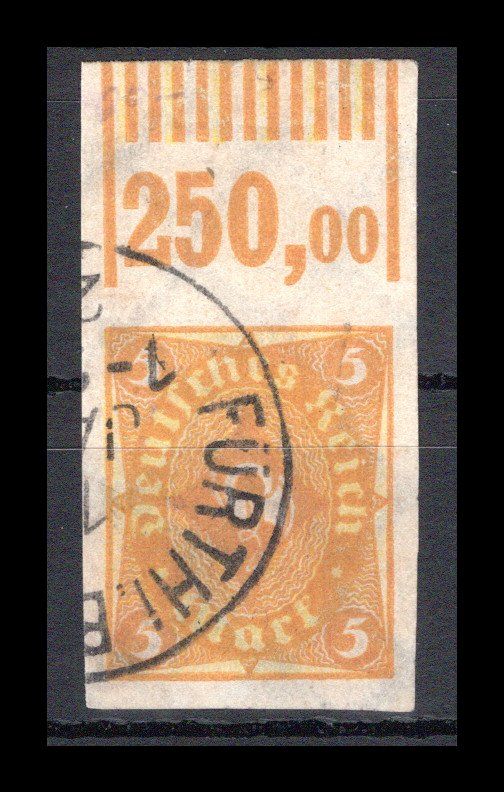 250,00
5 5
Deutsches Reich
5 Mark 5
FÜRTH i.B